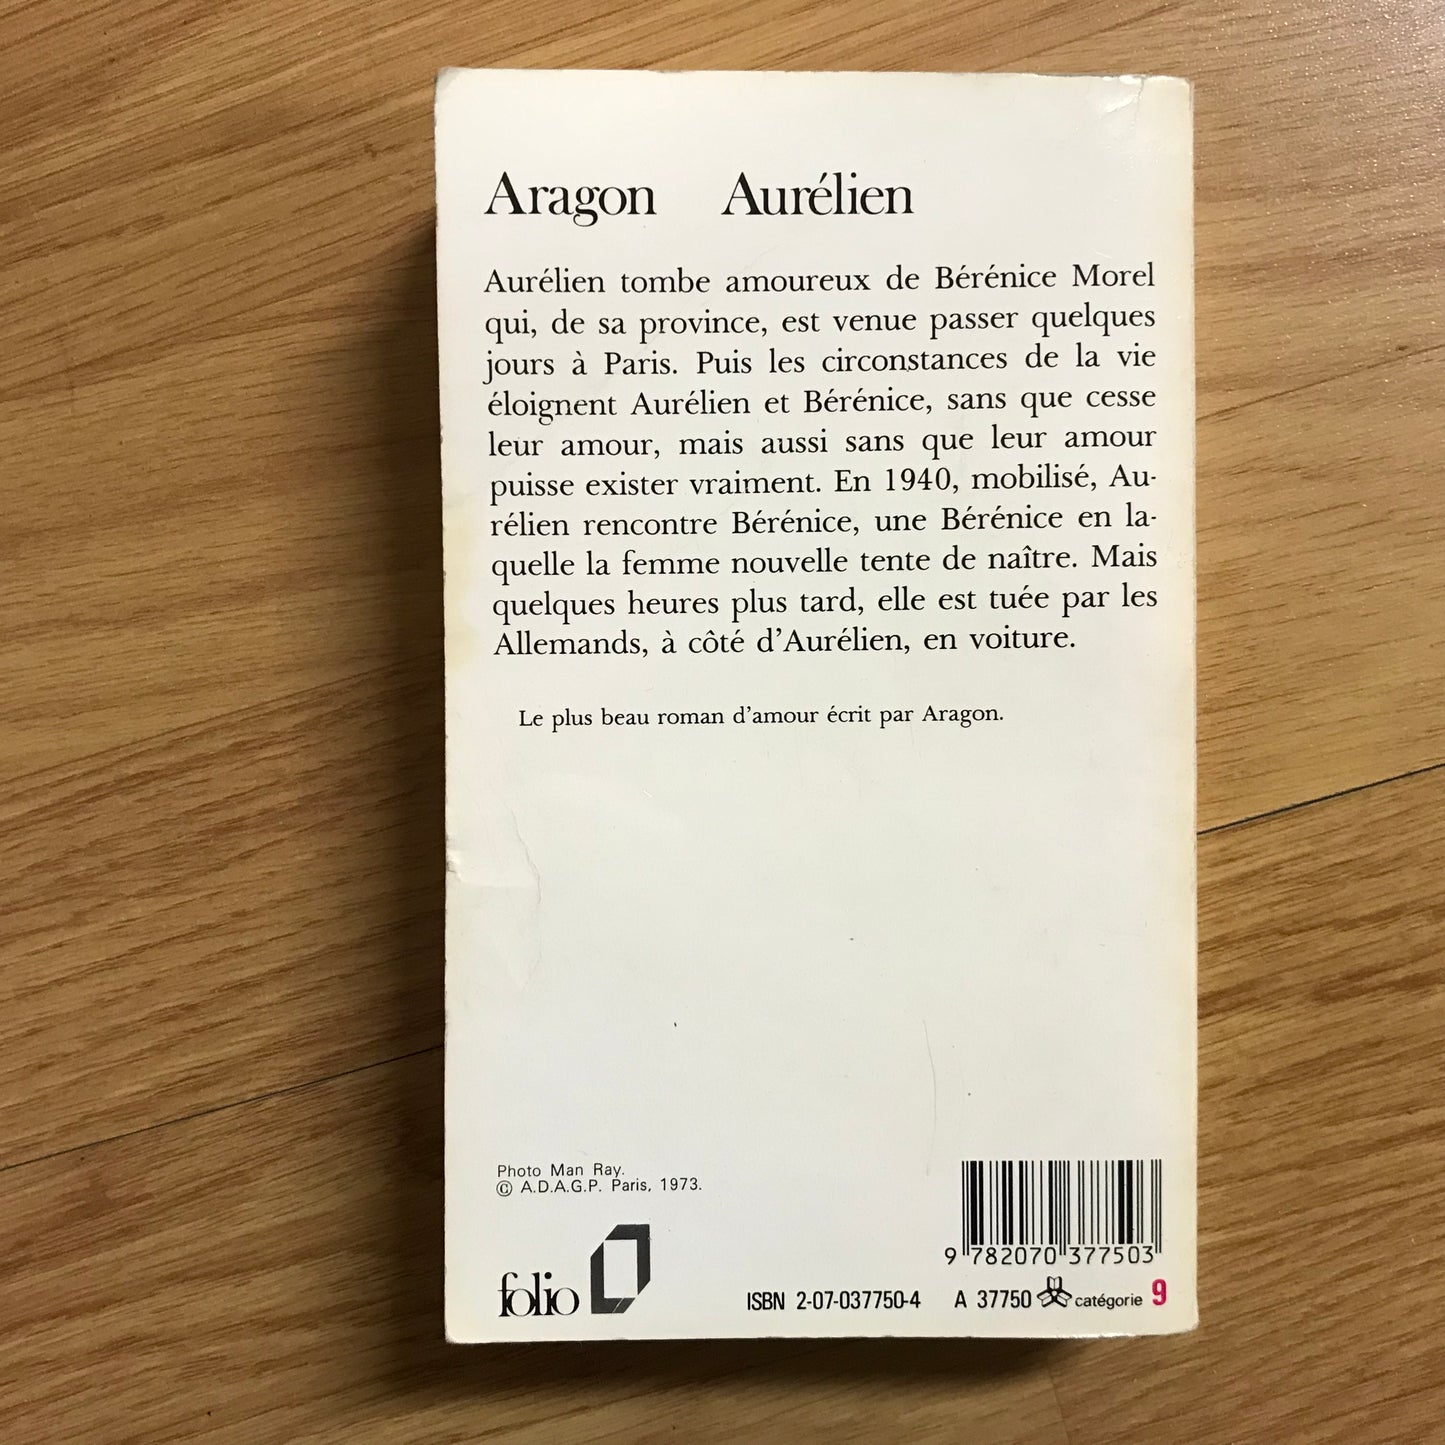 Aragon Aurélien
Aurélien tombe amoureux de Bérénice Morel
qui, de sa province, est venue passer quelques
jours à Paris. Puis les circonstances de la vie
éloignent Aurélien et Bérénice, sans que cesse
leur amour, mais aussi sans que leur amour
puisse exister vraiment. En 1940, mobilisé, Au-
rélien rencontre Bérénice, une Bérénice en la-
quelle la femme nouvelle tente de naître. Mais
quelques heures plus tard, elle est tuée par les
Allemands, à côté d'Aurélien, en voiture.
Le plus beau roman d'amour écrit par Aragon.
Photo Man Ray.
© A.D.A.G.P. Paris, 1973.
9 782070 377503
folio
ISBN 2-07-037750-4 A 37750 catégorie 9